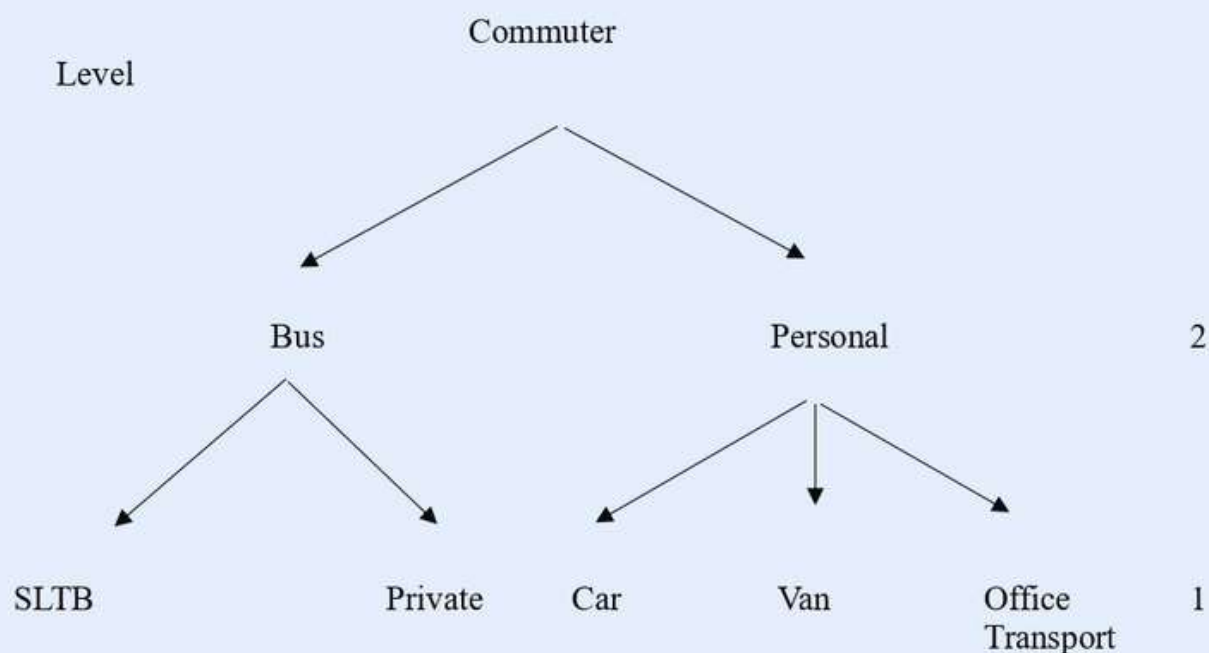 Commuter
Level
Bus Personal 2
SLTB Private Car Van Office 1
Transport